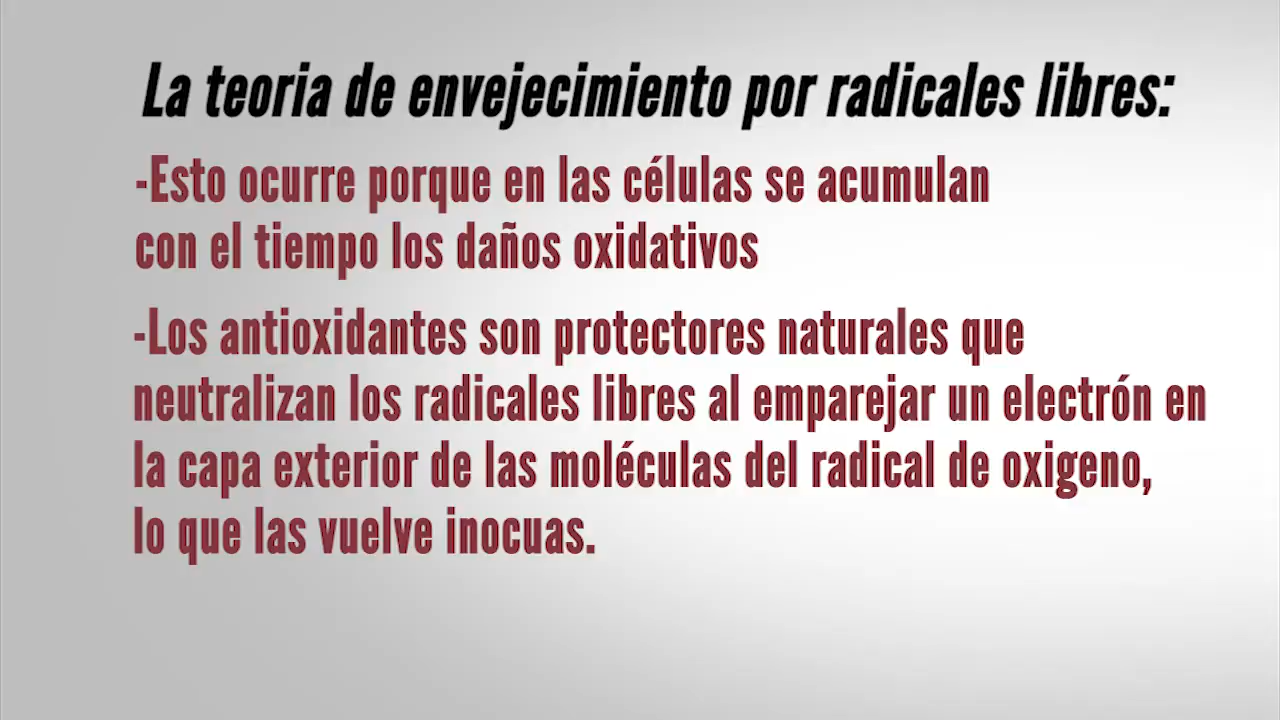 La teoria de envejecimiento por radicales libres:
-Esto ocurre porque en las células se acumulan
con el tiempo los daños oxidativos
-Los antioxidantes son protectores naturales que
neutralizan los radicales libres al emparejar un electrón en
la capa exterior de las moléculas del radical de oxigeno,
lo que las vuelve inocuas.